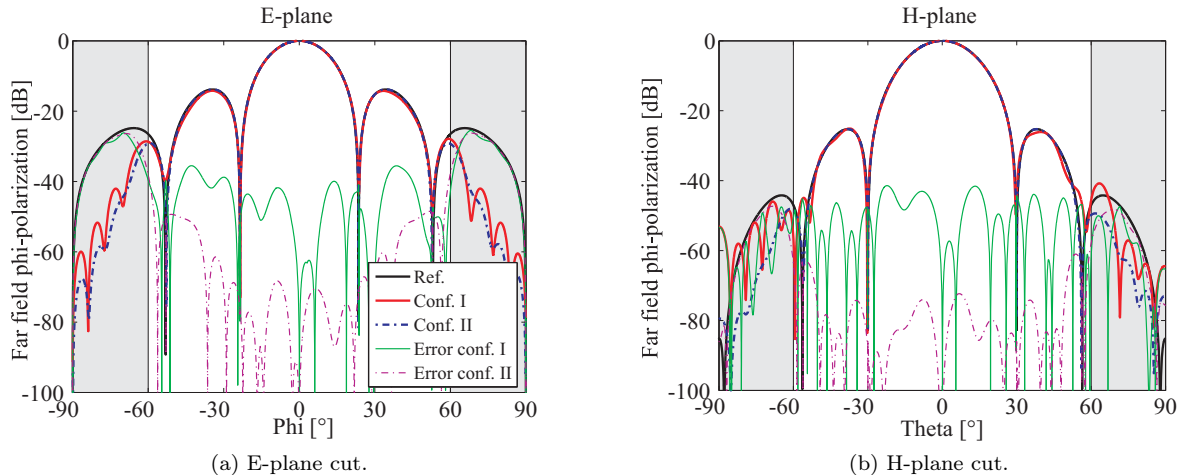 E-plane
Far field phi-polarization [dB]
0
-20
-40
-60
-80
-100
-90
-60
-30
0
30
60
90
Phi [°]
Ref.
Conf. I
Conf. II
Error conf. I
Error conf. II
(a) E-plane cut.
H-plane
Far field phi-polarization [dB]
0
-20
-40
-60
-80
-100
-90
-60
-30
0
30
60
90
Theta [°]
(b) H-plane cut.